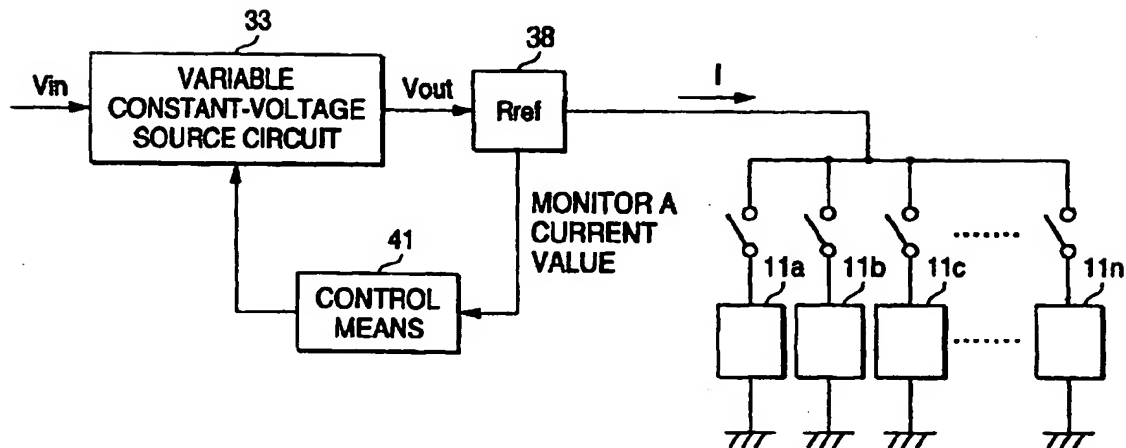 33
VARIABLE
CONSTANT-VOLTAGE
SOURCE CIRCUIT
Vin
Vout
38
Rref
I
MONITOR A
CURRENT
VALUE
41
CONTROL
MEANS
11a
11b
11c
11n